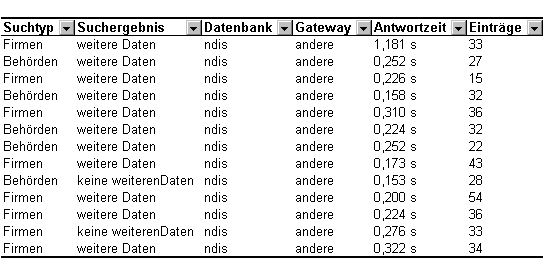 Suchtyp Suchergebnis Datenbank Gateway Antwortzeit Einträge
Firmen weitere Daten ndis andere 1,181 s 33
Behörden weitere Daten ndis andere 0,252 s 27
Firmen weitere Daten ndis andere 0,226 s 15
Behörden weitere Daten ndis andere 0,158 s 32
Firmen weitere Daten ndis andere 0,310 s 36
Behörden weitere Daten ndis andere 0,224 s 32
Behörden weitere Daten ndis andere 0,252 s 22
Firmen weitere Daten ndis andere 0,173 s 43
Behörden keine weiterenDaten ndis andere 0,153 s 28
Firmen weitere Daten ndis andere 0,200 s 54
Firmen weitere Daten ndis andere 0,224 s 36
Firmen keine weiterenDaten ndis andere 0,276 s 33
Firmen weitere Daten ndis andere 0,322 s 34